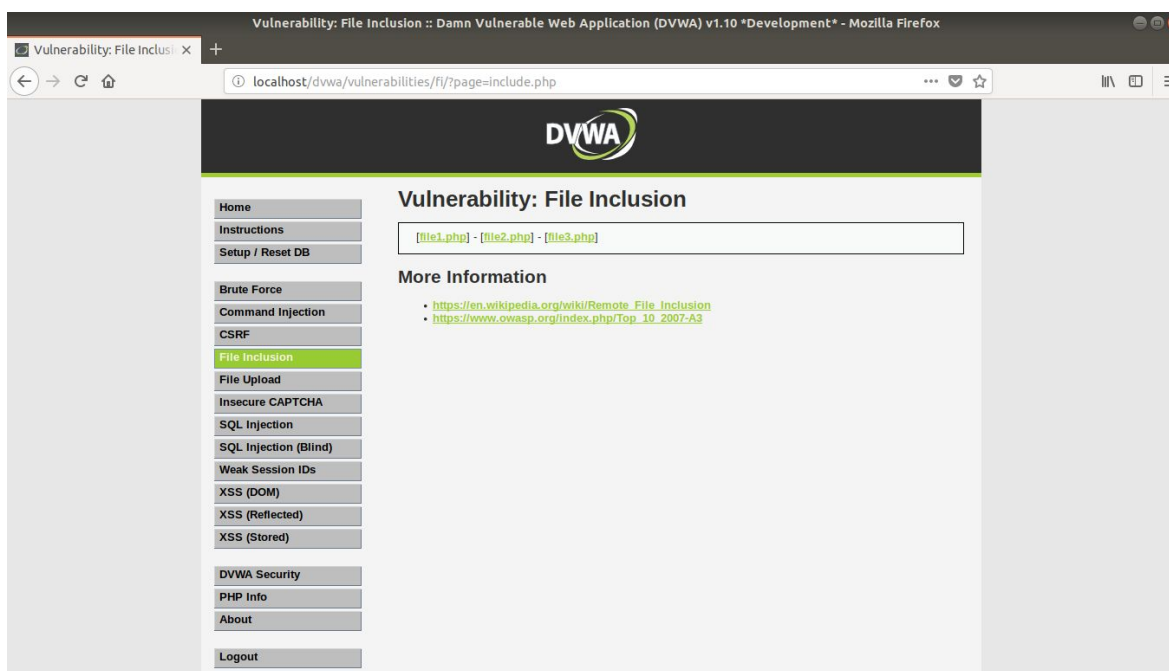 Vulnerability: File Inclusion :: Damn Vulnerable Web Application (DVWA) v1.10 *Development* - Mozilla Firefox
Vulnerability: File Inclusi
localhost/dvwa/vulnerabilities/fi/?page=include.php
DVWA
Home
Instructions
Setup / Reset DB
Brute Force
Command Injection
CSRF
File Inclusion
File Upload
Insecure CAPTCHA
SQL Injection
SQL Injection (Blind)
Weak Session IDs
XSS (DOM)
XSS (Reflected)
XSS (Stored)
DVWA Security
PHP Info
About
Logout
Vulnerability: File Inclusion
[file1.php] - [file2.php] - [file3.php]
More Information
• https://en.wikipedia.org/wiki/Remote_File_Inclusion
• https://www.owasp.org/index.php/Top_10_2007-A3